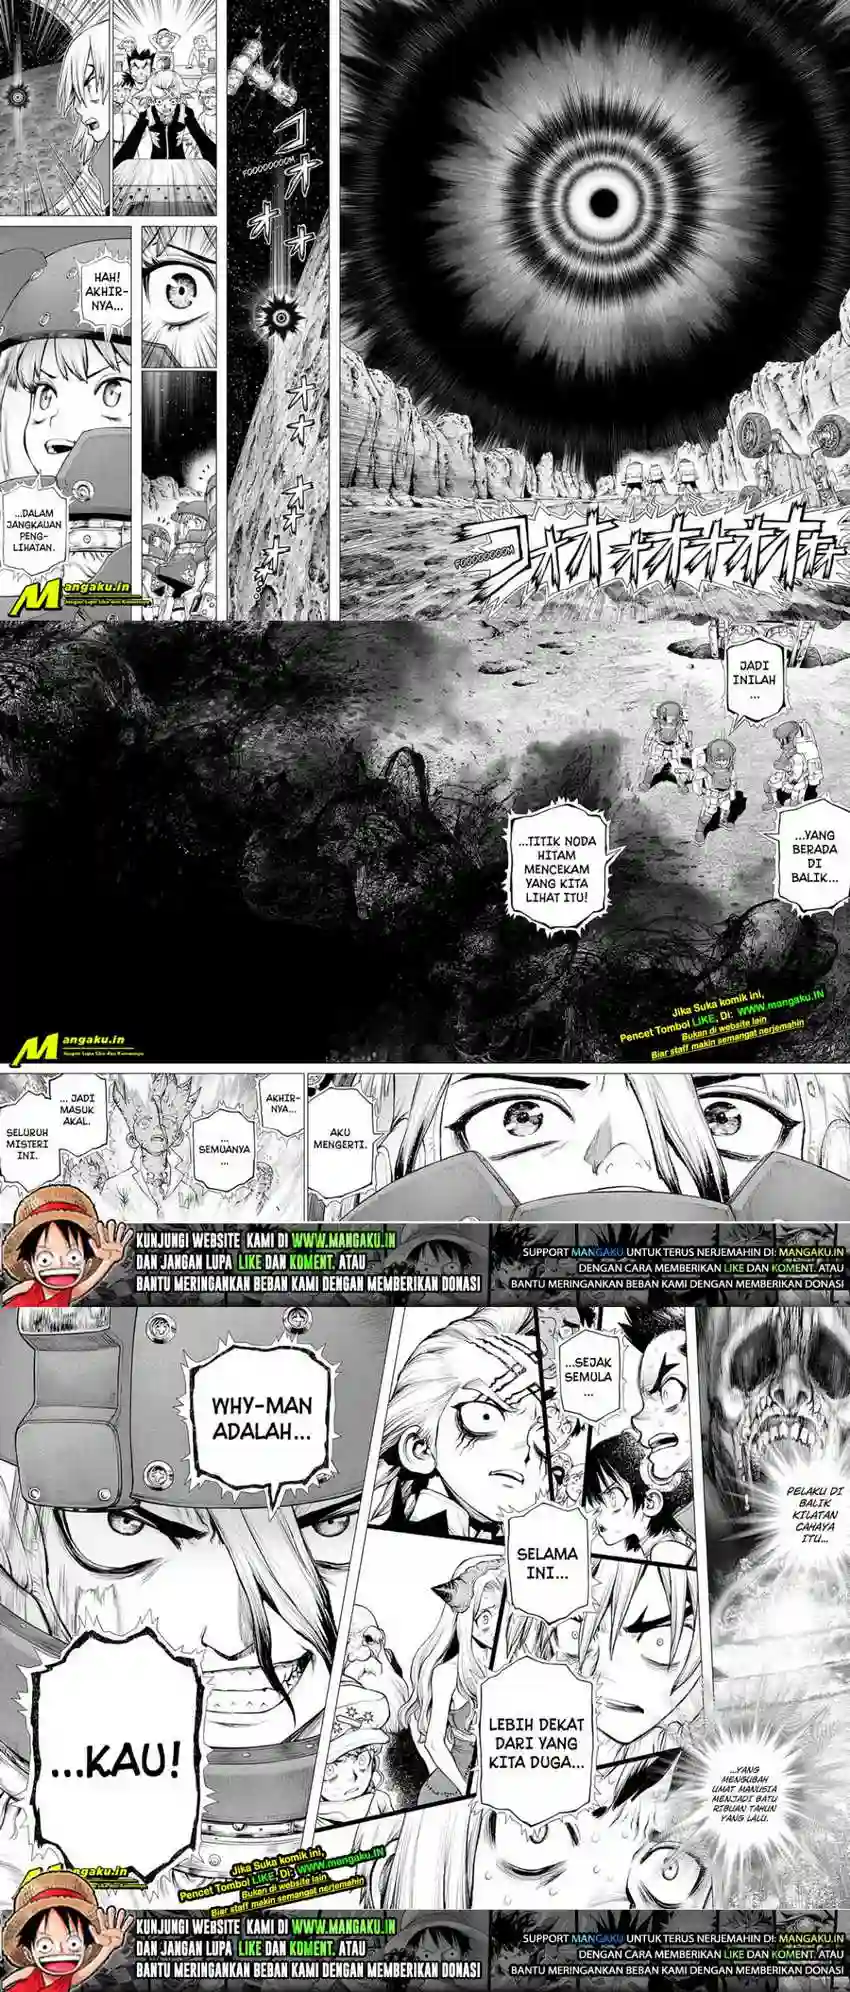 コオオ
オオ
FOOOOOOOOM
オオオオ
コオオオオオオオオ
FOOOOOOOOM
HAH!
AKHIR-
NYA...
...DALAM
JANGKAUAN
PENG-
LIHATAN.
Mangaku.in
Jangan Lupa Like dan Komennya
JADI
INILAH
...
...YANG
BERADA
DI
BALIK...
...TITIK NODA
HITAM
MENCEKAM
YANG KITA
LIHAT ITU!
Jika Suka komik ini,
Pencet Tombol LIKE, Di: www.mangaku.IN
Bukan di website lain
Biar staff makin semangat nerjemahin
Mangaku.in
Jangan Lupa Like dan Komennya
AKU
MENGERTI.
AKHIR-
NYA...
...
SEMUANYA
...
... JADI
MASUK
AKAL.
SELURUH
MISTERI
INI.
KUNJUNGI WEBSITE KAMI DI WWW.MANGAKU.IN
DAN JANGAN LUPA LIKE DAN KOMENT. ATAU
BANTU MERINGANKAN BEBAN KAMI DENGAN MEMBERIKAN DONASI
SUPPORT MANGAKU UNTUK TERUS NERJEMAHIN DI: MANGAKU.IN
DENGAN CARA MEMBERIKAN LIKE DAN KOMENT. ATAU
BANTU MERINGANKAN BEBAN KAMI DENGAN MEMBERIKAN DONASI
PELAKU DI
BALIK
KILATAN
CAHAYA
ITU...
...YANG
MENGUBAH
UMAT MANUSIA
MENJADI BATU
RIBUAN TAHUN
YANG LALU.
...SEJAK
SEMULA
...
SELAMA
INI...
LEBIH DEKAT
DARI YANG
KITA DUGA...
WHY-MAN
ADALAH...
...KAU!
Mangaku.in
Jika Suka komik ini,
Pencet Tombol LIKE, Di: WWW.mangaku.IN
Bukan di website lain
Biar staff makin semangat nerjemahin
KUNJUNGI WEBSITE KAMI DI WWW.MANGAKU.IN
DAN JANGAN LUPA LIKE DAN KOMENT. ATAU
BANTU MERINGANKAN BEBAN KAMI DENGAN MEMBERIKAN DONASI
SUPPORT MANGAKU UNTUK TERUS NERJEMAHIN DI: MANGAKU.IN
DENGAN CARA MEMBERIKAN LIKE DAN KOMENT. ATAU
BANTU MERINGANKAN BEBAN KAMI DENGAN MEMBERIKAN DONASI